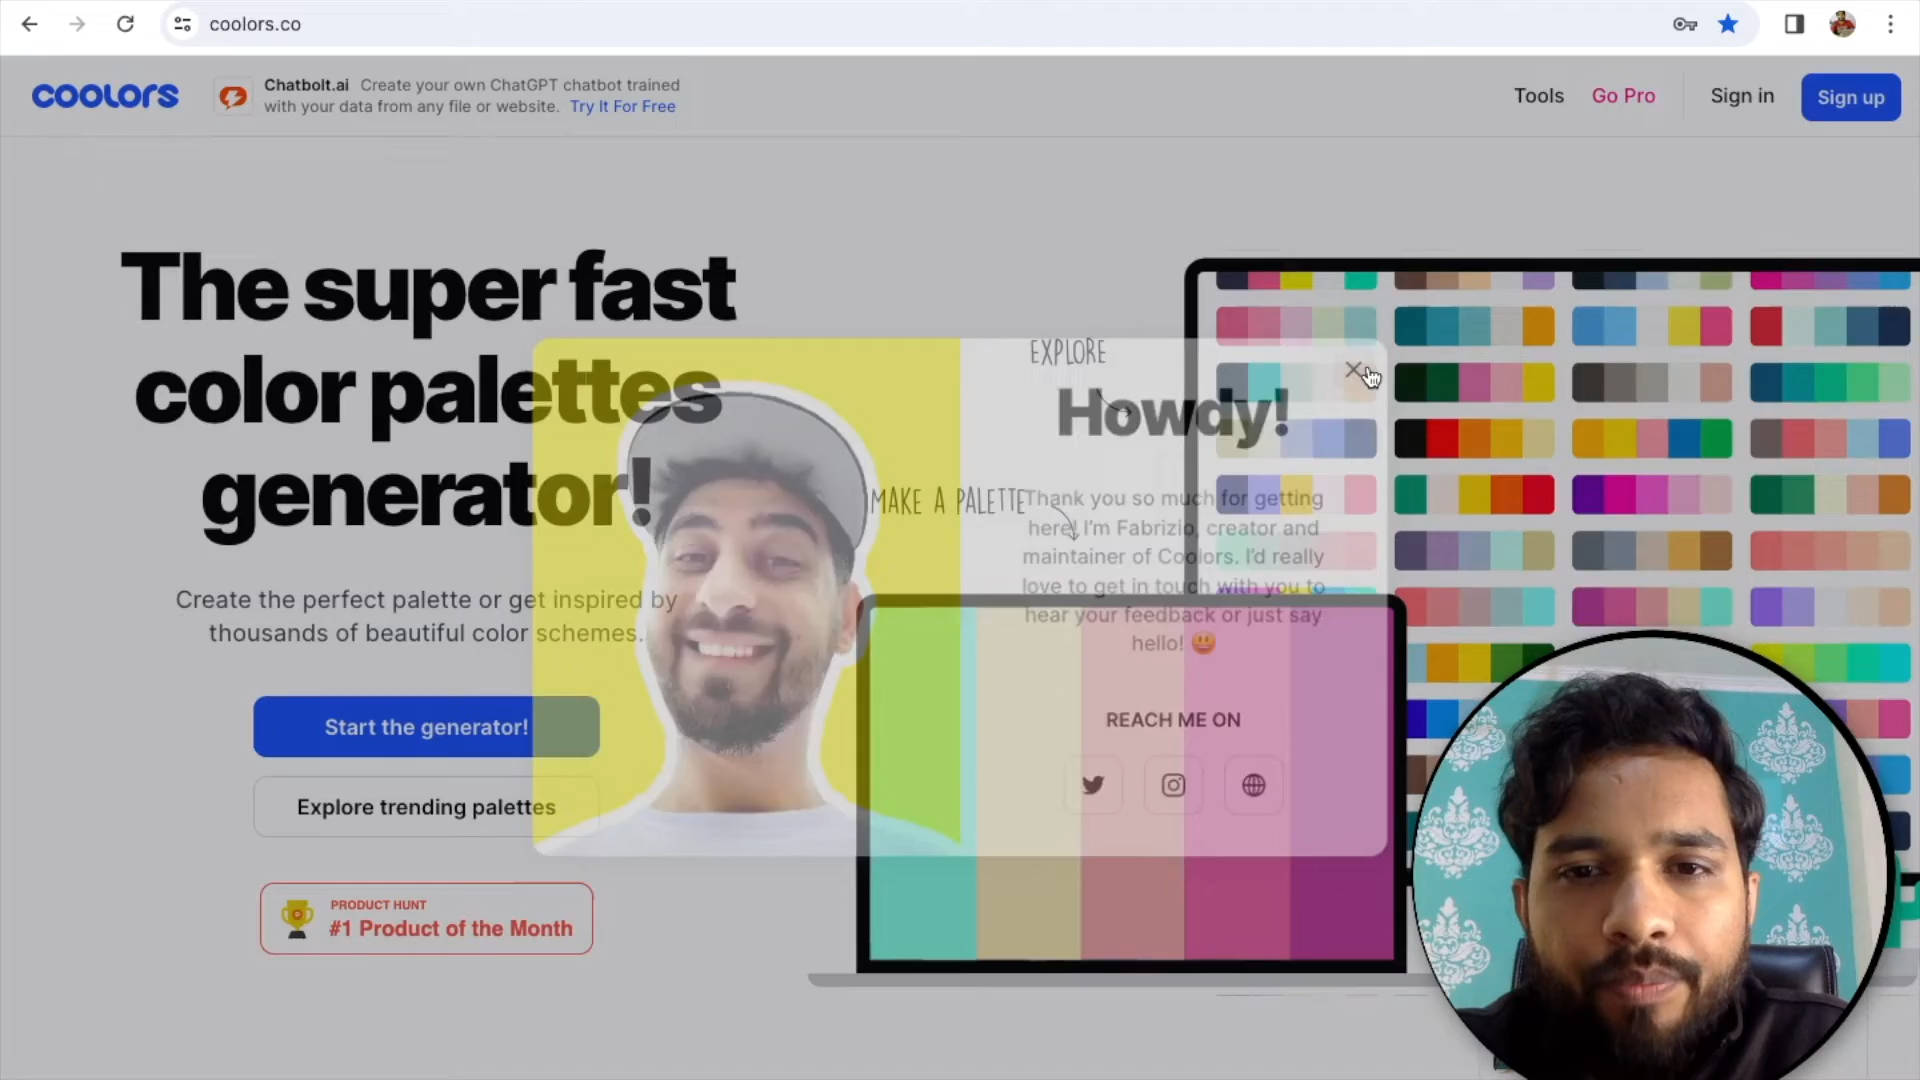 coolors.co
coolors
Chatbolt.ai Create your own ChatGPT chatbot trained
with your data from any file or website. Try It For Free
Tools
Go Pro
Sign in
Sign up
The super fast
color palettes
generator!
Create the perfect palette or get inspired by
thousands of beautiful color schemes.
Start the generator!
Explore trending palettes
PRODUCT HUNT
#1 Product of the Month
EXPLORE
MAKE A PALETTE
Howdy!
Thank you so much for getting
here! I'm Fabrizio, creator and
maintainer of Coolors. I'd really
love to get in touch with you to
hear your feedback or just say
hello! 😃
REACH ME ON